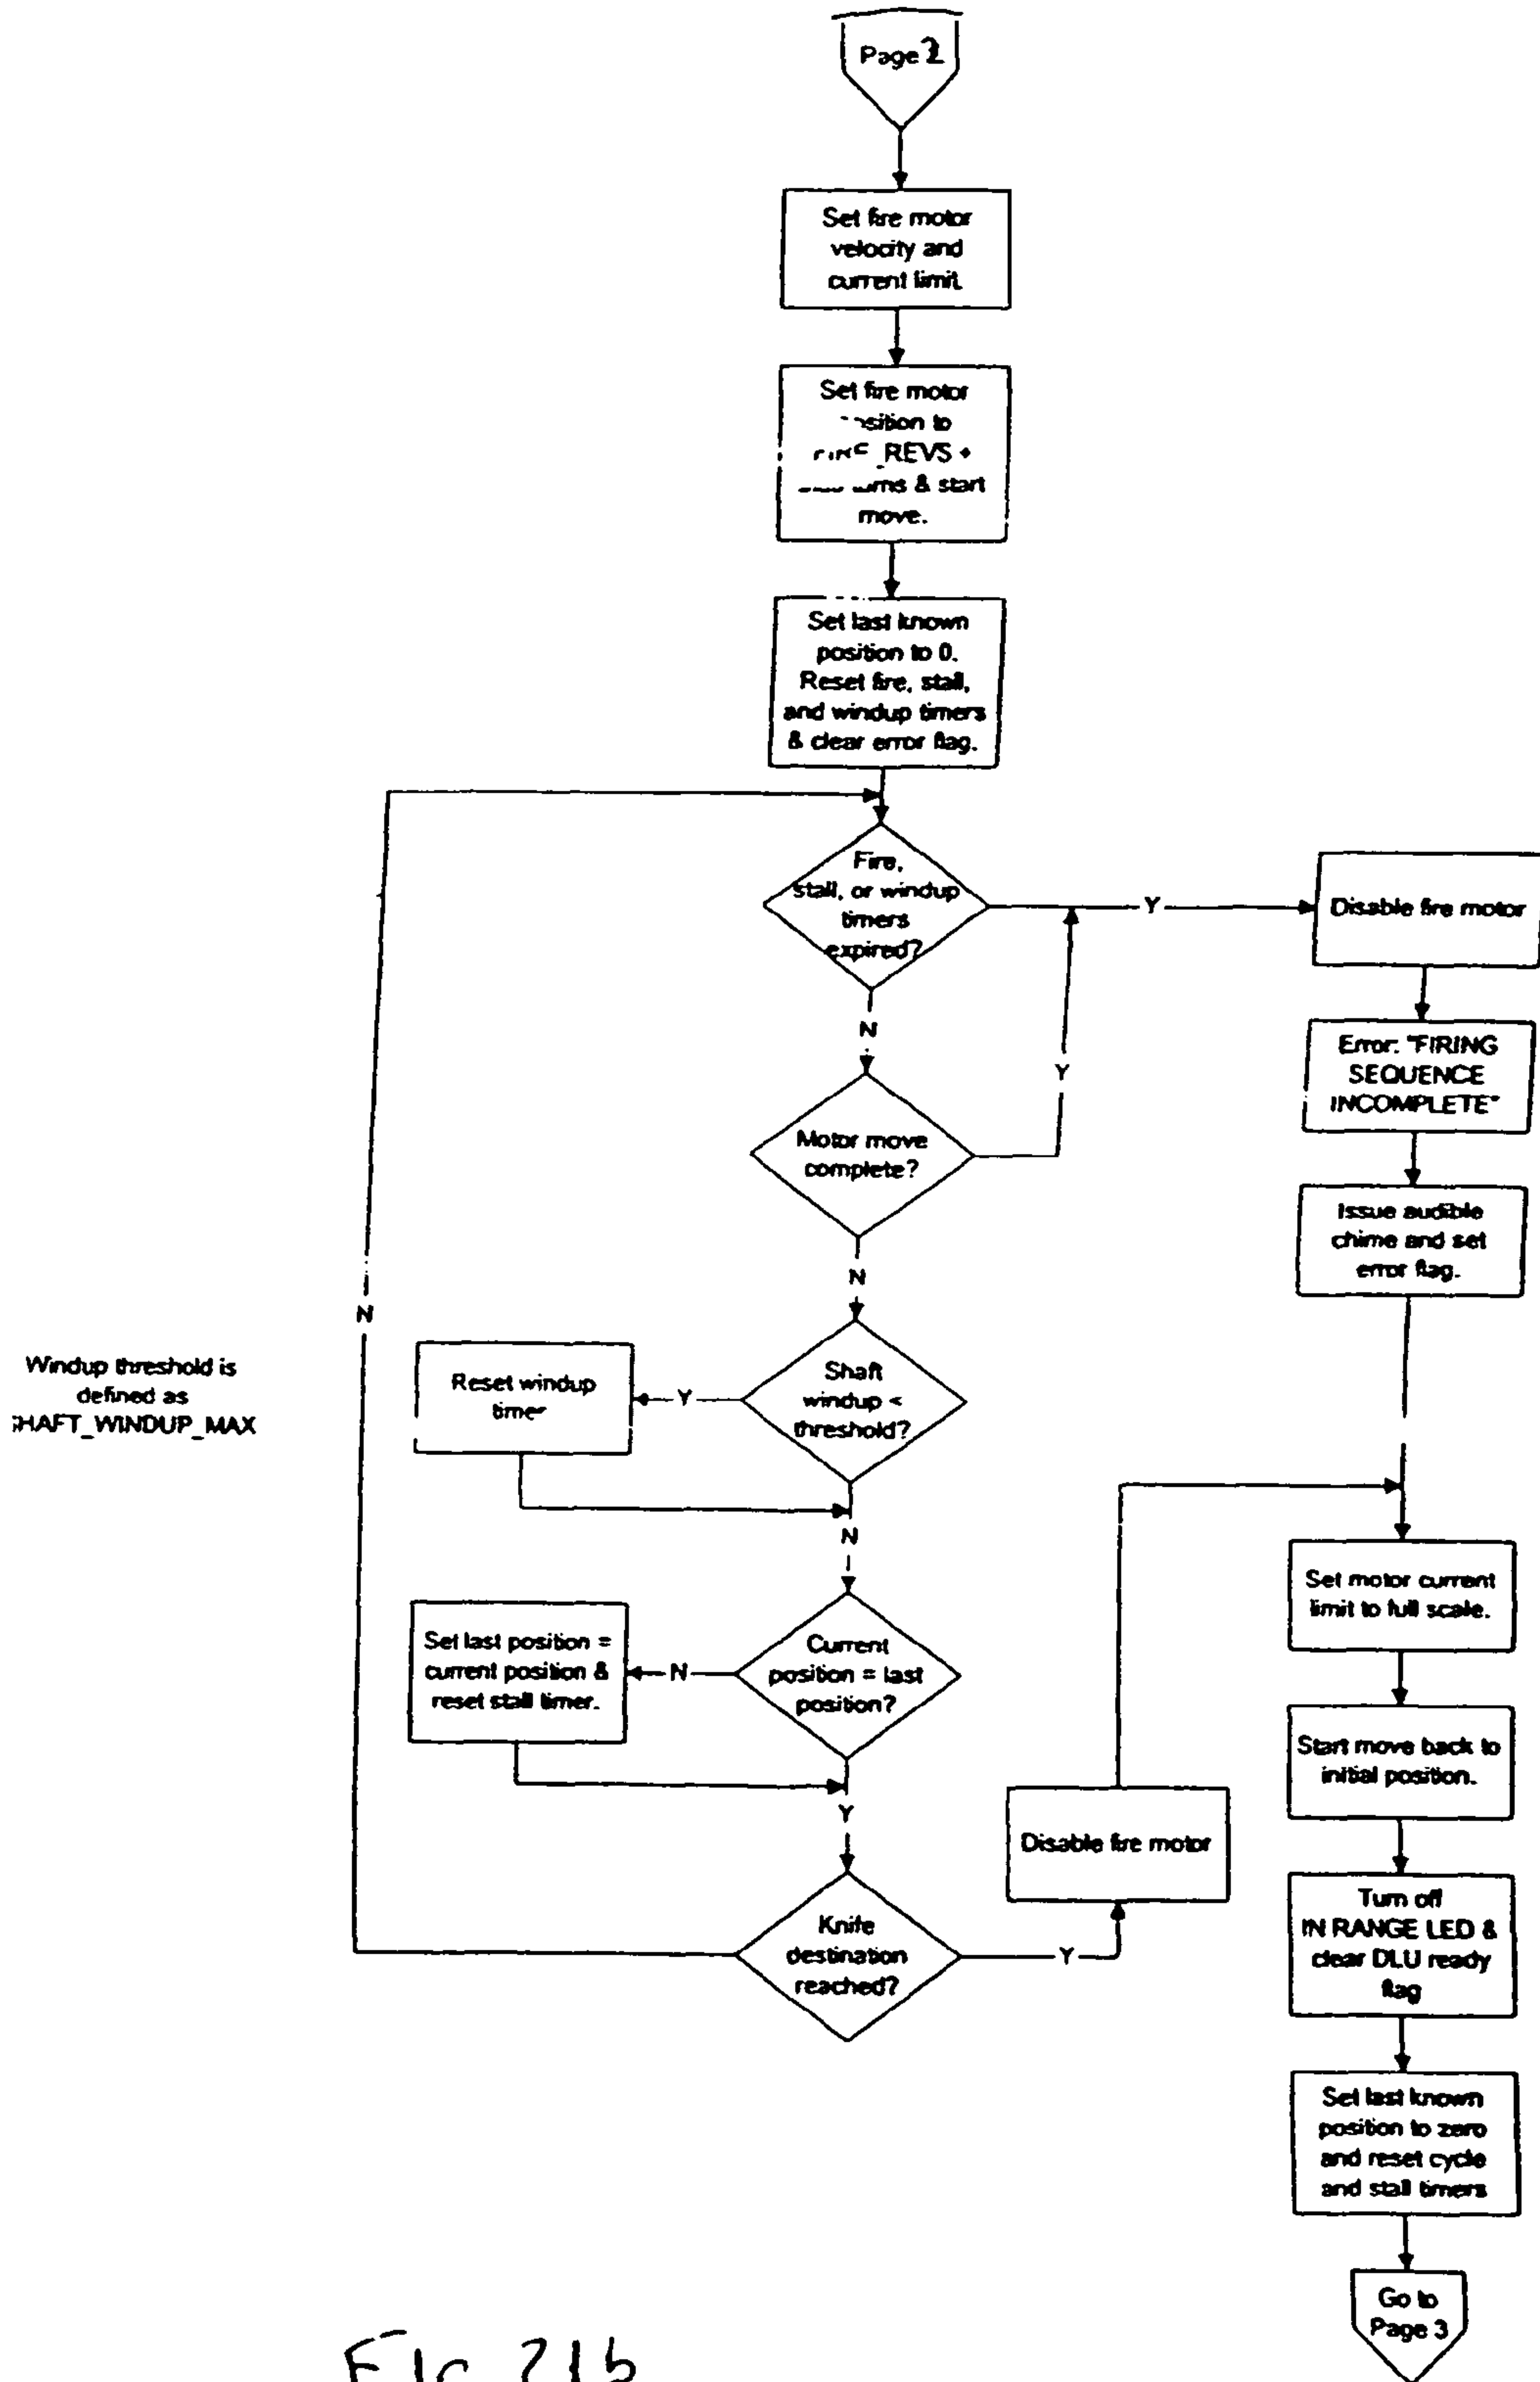 Page 2
Set fire motor
velocity and
current limit.
Set fire motor
to
_REVS +
& start
move.
Set last known
position to 0.
Reset fire, stall,
and windup timers
& clear error flag.
Fire,
stall, or windup
timers
expired?
Y
Disable fire motor
N
Error: "FIRING
SEQUENCE
INCOMPLETE"
Y
Motor move
complete?
Issue audible
chime and set
error flag.
N
N
Windup threshold is
defined as
SHAFT_WINDUP_MAX
Reset windup
timer
Y
Shaft
windup <
threshold?
N
Set motor current
limit to full scale.
Set last position =
current position &
reset stall timer.
N
Current
position = last
position?
Start move back to
initial position.
Y
Disable fire motor
Knife
destination
reached?
Y
Turn off
IN RANGE LED &
clear DLU ready
flag
Set last known
position to zero
and reset cycle
and stall timers
Go to
Page 3
FIG 21b